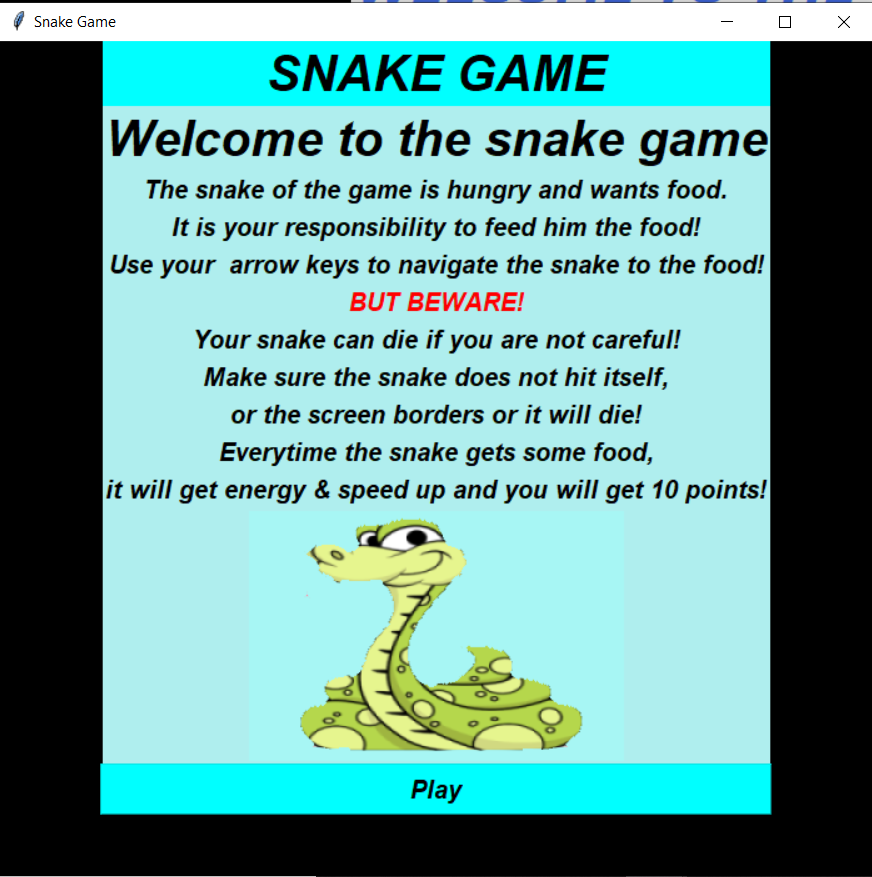 Snake Game
SNAKE GAME
Welcome to the snake game
The snake of the game is hungry and wants food.
It is your responsibility to feed him the food!
Use your  arrow keys to navigate the snake to the food!
BUT BEWARE!
Your snake can die if you are not careful!
Make sure the snake does not hit itself,
or the screen borders or it will die!
Everytime the snake gets some food,
it will get energy & speed up and you will get 10 points!
Play